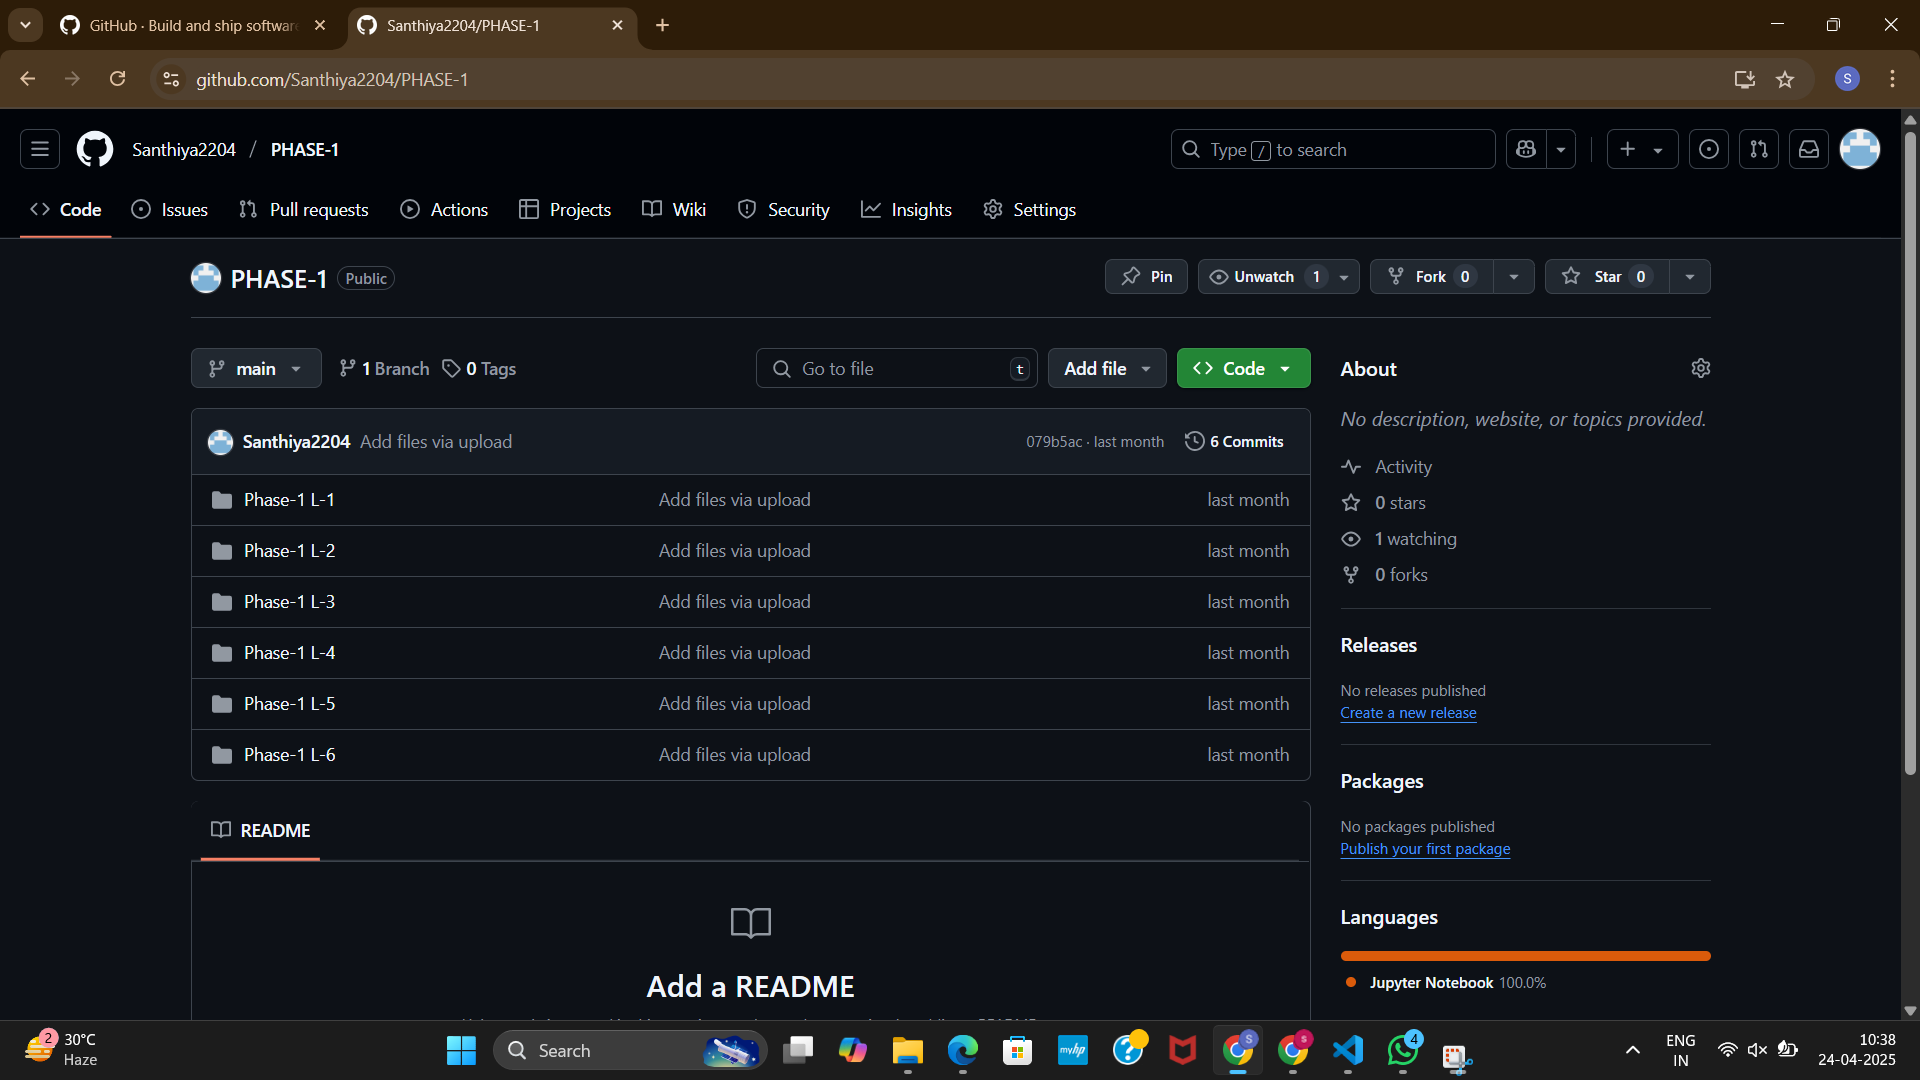 GitHub · Build and ship softwar
Santhiya2204/PHASE-1
github.com/Santhiya2204/PHASE-1
S
Santhiya2204 / PHASE-1
Type / to search
Code
Issues
Pull requests
Actions
Projects
Wiki
Security
Insights
Settings
PHASE-1 Public
Pin
Unwatch 1
Fork 0
Star 0
main
1 Branch
0 Tags
Go to file t
Add file
Code
Santhiya2204 Add files via upload 079b5ac · last month 6 Commits
Phase-1 L-1 Add files via upload last month
Phase-1 L-2 Add files via upload last month
Phase-1 L-3 Add files via upload last month
Phase-1 L-4 Add files via upload last month
Phase-1 L-5 Add files via upload last month
Phase-1 L-6 Add files via upload last month
README
Add a README
About
No description, website, or topics provided.
Activity
0 stars
1 watching
0 forks
Releases
No releases published
Create a new release
Packages
No packages published
Publish your first package
Languages
Jupyter Notebook 100.0%
2
30°C
Haze
Search
myhp
S
S
4
ENG
IN
10:38
24-04-2025